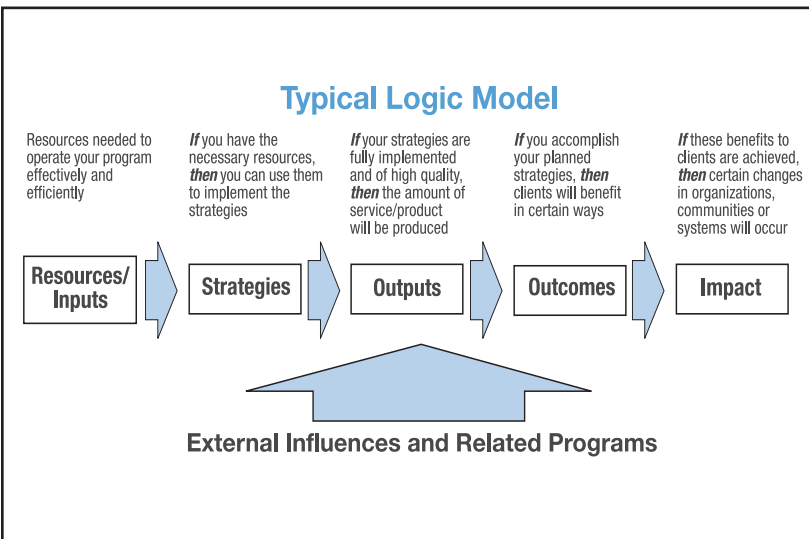 Typical Logic Model
Resources needed to
operate your program
effectively and
efficiently
If you have the
necessary resources,
then you can use them
to implement the
strategies
If your strategies are
fully implemented
and of high quality,
then the amount of
service/product
will be produced
If you accomplish
your planned
strategies, then
clients will benefit
in certain ways
If these benefits to
clients are achieved,
then certain changes
in organizations,
communities or
systems will occur
Resources/
Inputs
Strategies
Outputs
Outcomes
Impact
External Influences and Related Programs